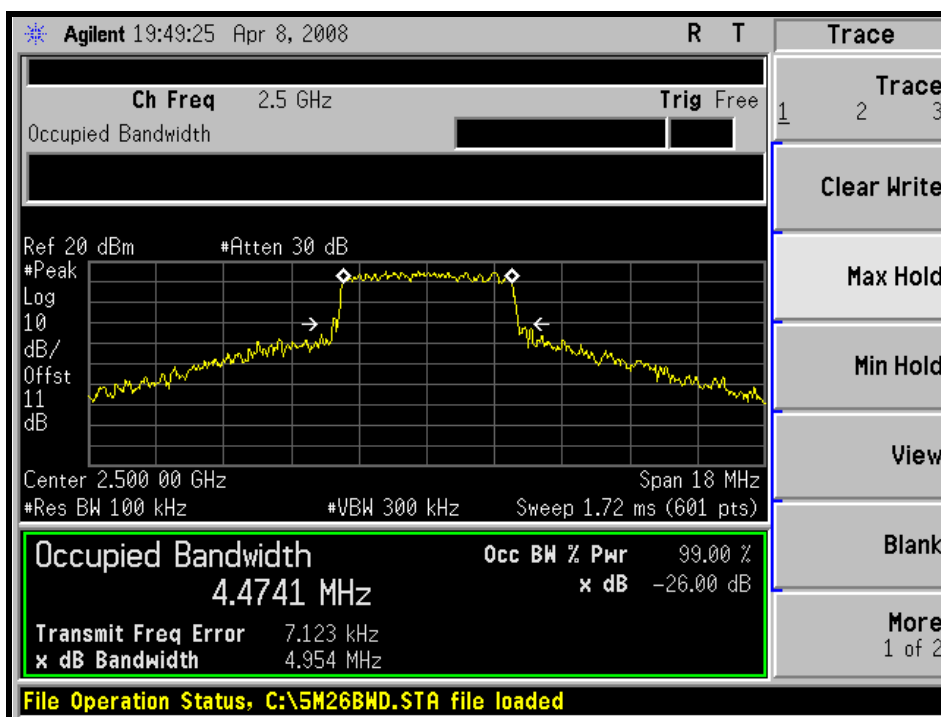 Agilent 19:49:25 Apr 8, 2008 R T Trace
Ch Freq 2.5 GHz Trig Free
Occupied Bandwidth
Trace
1 2 3
Clear Write
Max Hold
Min Hold
View
Blank
More
1 of 2
Ref 20 dBm #Atten 30 dB
#Peak
Log
10
dB/
Offst
11
dB
Center 2.500 00 GHz Span 18 MHz
#Res BW 100 kHz #VBW 300 kHz Sweep 1.72 ms (601 pts)
Occupied Bandwidth Occ BW % Pwr 99.00 %
4.4741 MHz x dB -26.00 dB
Transmit Freq Error 7.123 kHz
x dB Bandwidth 4.954 MHz
File Operation Status, C:\5M26BWD.STA file loaded